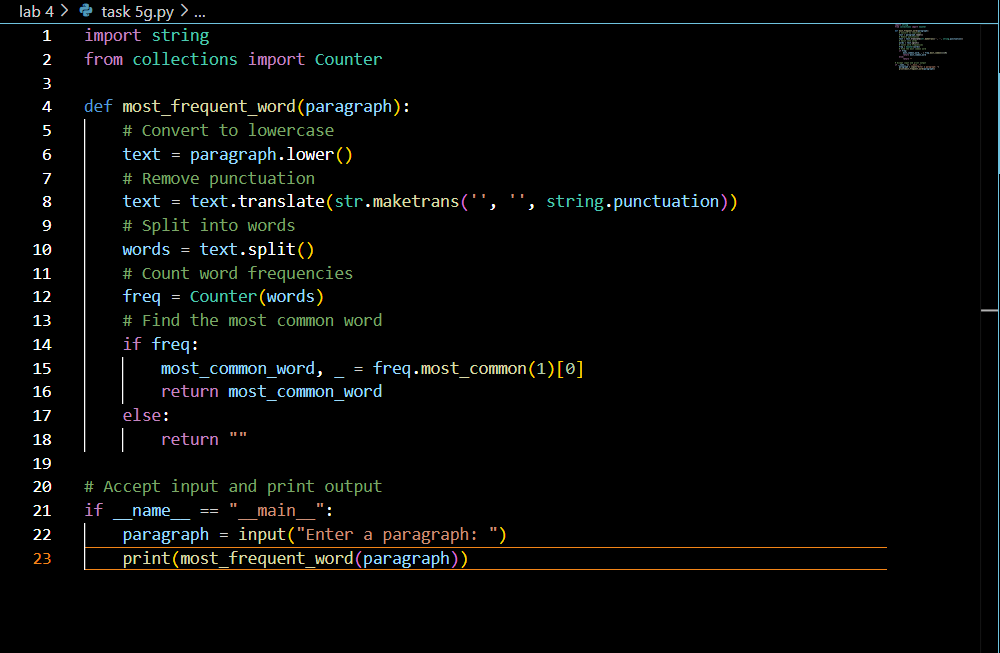 lab 4 > task 5g.py > ...
1 import string
2 from collections import Counter
3
4 def most_frequent_word(paragraph):
5     # Convert to lowercase
6     text = paragraph.lower()
7     # Remove punctuation
8     text = text.translate(str.maketrans('', '', string.punctuation))
9     # Split into words
10     words = text.split()
11     # Count word frequencies
12     freq = Counter(words)
13     # Find the most common word
14     if freq:
15         most_common_word, _ = freq.most_common(1)[0]
16         return most_common_word
17     else:
18         return ""
19
20 # Accept input and print output
21 if __name__ == "__main__":
22     paragraph = input("Enter a paragraph: ")
23     print(most_frequent_word(paragraph))